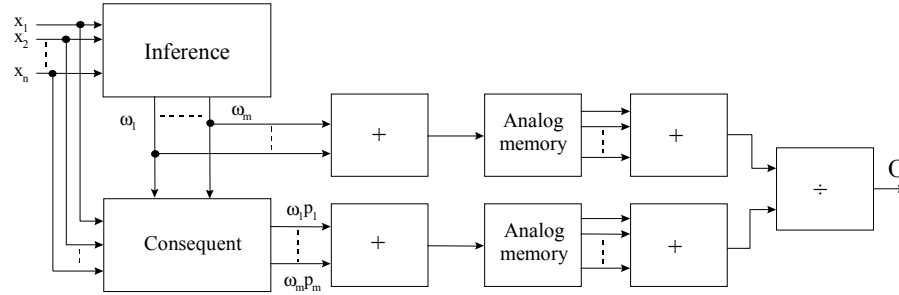 x₁
x₂
xₙ
Inference
ω₁
ωₘ
+
Analog
memory
+
÷
O
Consequent
ω₁p₁
ωₘpₘ
+
Analog
memory
+